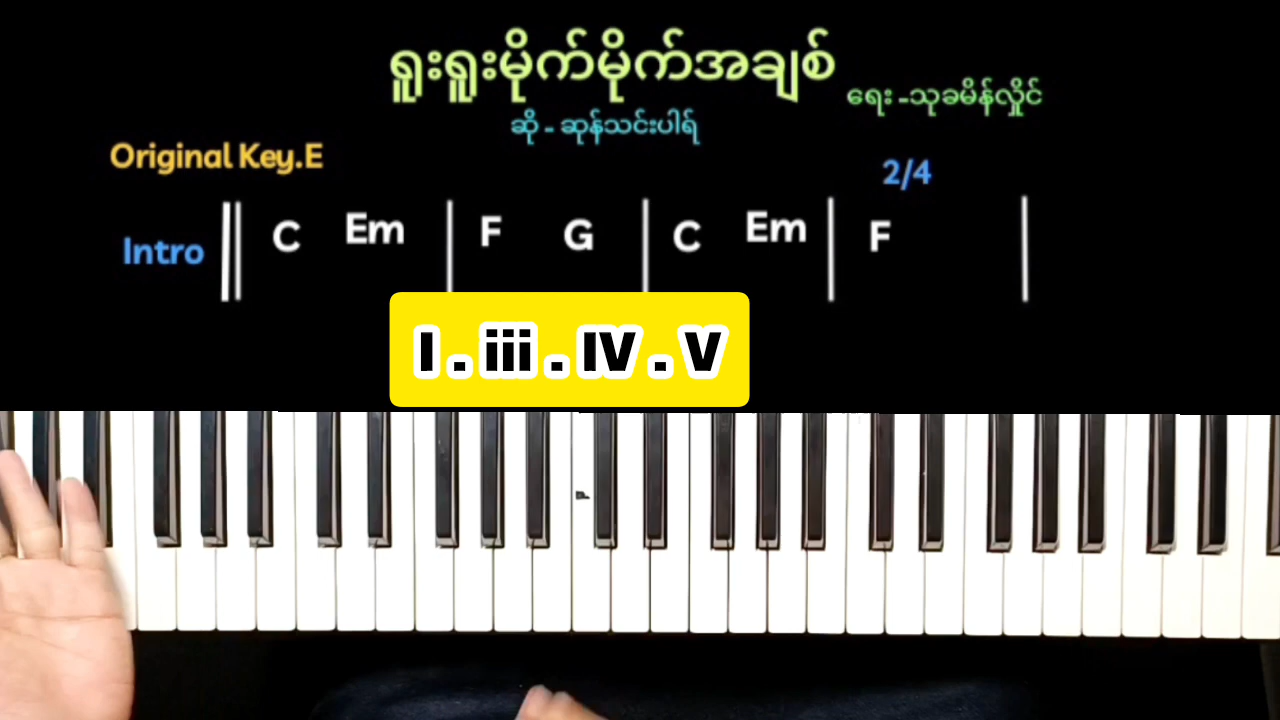 ရူးရူးမိုက်မိုက်အချစ်
ရေး -သုခမိန်လှိုင်
ဆို - ဆုန်သင်းပါရ်
Original Key.E
2/4
Intro C Em F G C Em F
I . iii . IV . V